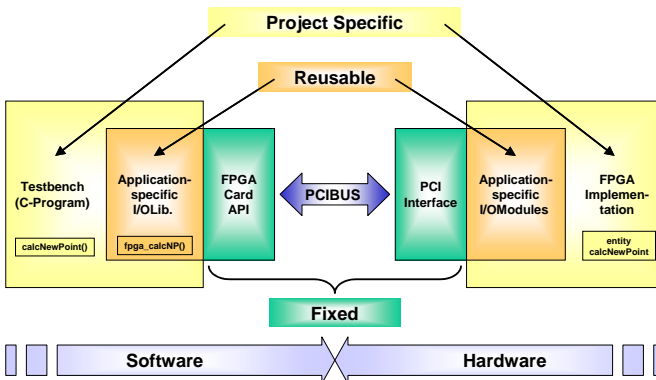 Project Specific
Reusable
Testbench
(C-Program)
calcNewPoint()
Application-
specific
I/OLib.
fpga_calcNP()
FPGA
Card
API
PCIBUS
PCI
Interface
Application-
specific
I/OModules
FPGA
Implemen-
tation
entity
calcNewPoint
Fixed
Software
Hardware